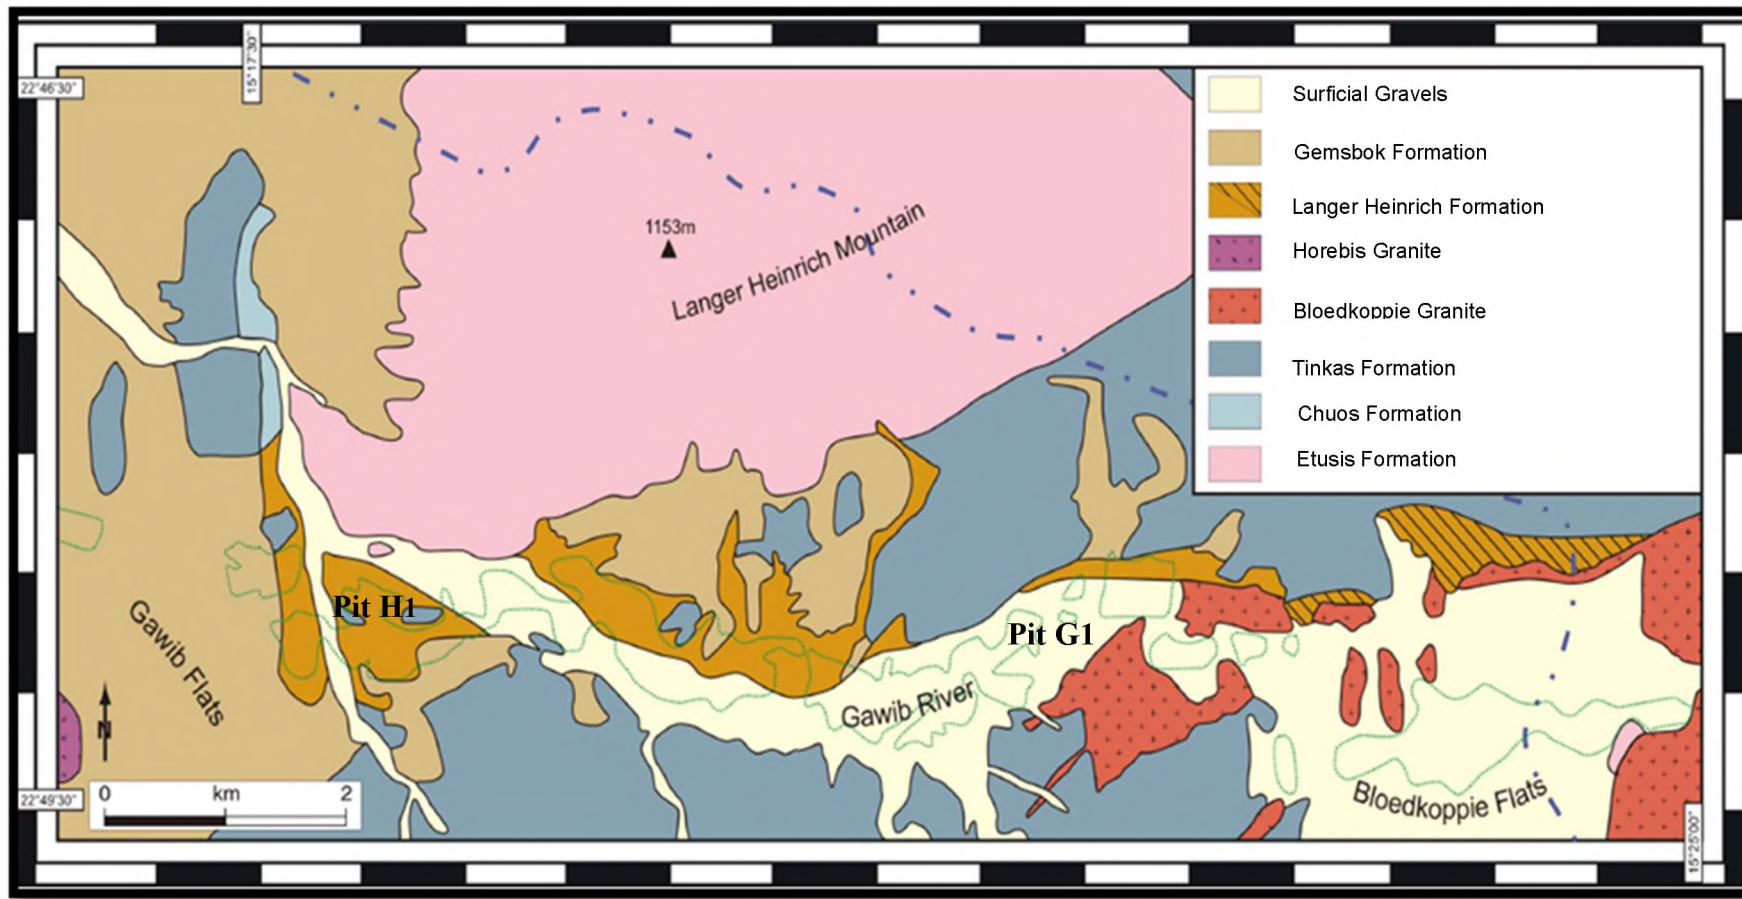 15°17'30"
22°46'30"
Surficial Gravels
Gemsbok Formation
Langer Heinrich Formation
Horebis Granite
Bloedkoppie Granite
Tinkas Formation
Chuos Formation
Etusis Formation
1153m
Langer Heinrich Mountain
Pit H1
Pit G1
Gawib Flats
Gawib River
N
Bloedkoppie Flats
0 km 2
22°49'30"
15°25'00"